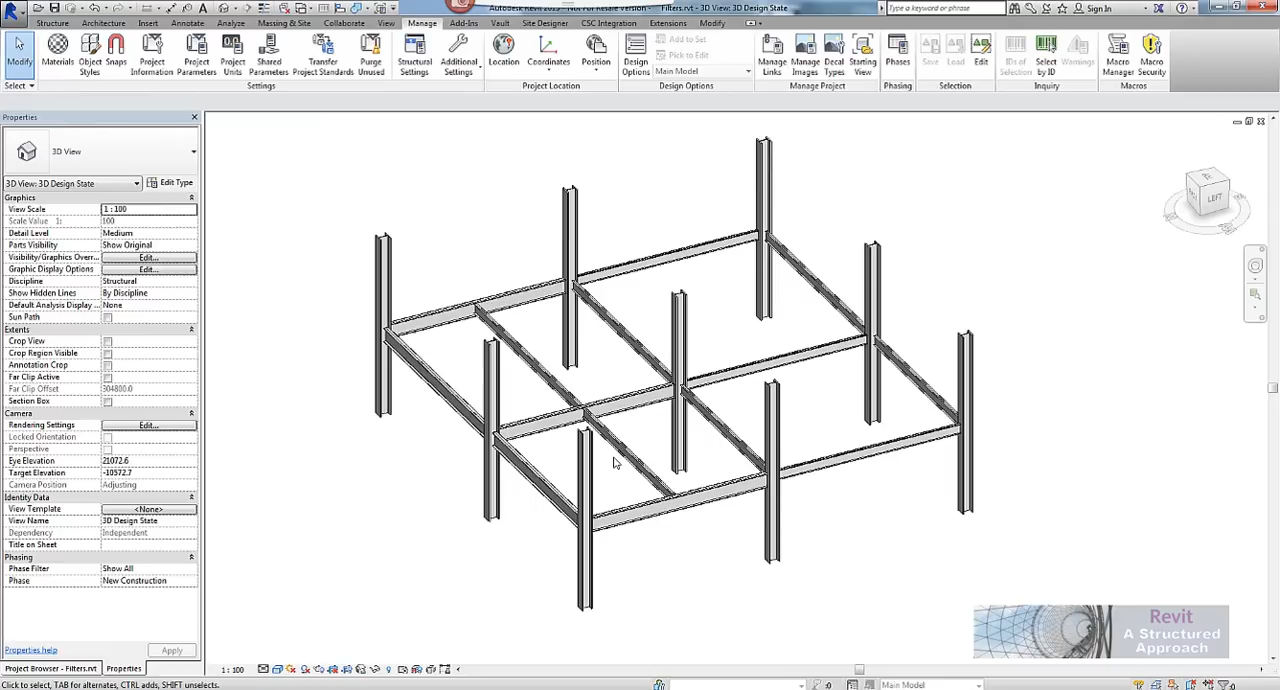 Autodesk Revit 2015 - Not For Resale Version - Filters.rvt - 3D View: 3D Design State
Type a keyword or phrase
Sign In
Structure Architecture Insert Annotate Analyze Massing & Site Collaborate View Manage Add-Ins Vault Site Designer CSC Integration Extensions Modify
Modify
Materials
Object Styles
Snaps
Project Information
Project Parameters
Project Units
Shared Parameters
Transfer Project Standards
Purge Unused
Structural Settings
Additional Settings
Location
Coordinates
Position
Design Options
Add to Set
Pick to Edit
Main Model
Manage Links
Manage Images
Decal Types
Starting View
Phases
Save
Load
Edit
IDs of Selection
Select by ID
Warnings
Macro Manager
Macro Security
Select
Settings
Project Location
Design Options
Manage Project
Phasing
Selection
Inquiry
Macros
Properties
3D View
3D View: 3D Design State Edit Type
Graphics
View Scale 1 : 100
Scale Value 1: 100
Detail Level Medium
Parts Visibility Show Original
Visibility/Graphics Overr... Edit...
Graphic Display Options Edit...
Discipline Structural
Show Hidden Lines By Discipline
Default Analysis Display ... None
Sun Path
Extents
Crop View
Crop Region Visible
Annotation Crop
Far Clip Active
Far Clip Offset 304800.0
Section Box
Camera
Rendering Settings Edit...
Locked Orientation
Perspective
Eye Elevation 21072.6
Target Elevation -10572.7
Camera Position Adjusting
Identity Data
View Template <None>
View Name 3D Design State
Dependency Independent
Title on Sheet
Phasing
Phase Filter Show All
Phase New Construction
Properties help Apply
Project Browser - Filters.rvt Properties
LEFT
Revit
A Structured
Approach
1 : 100
Click to select, TAB for alternates, CTRL adds, SHIFT unselects.
:0
Main Model
:0